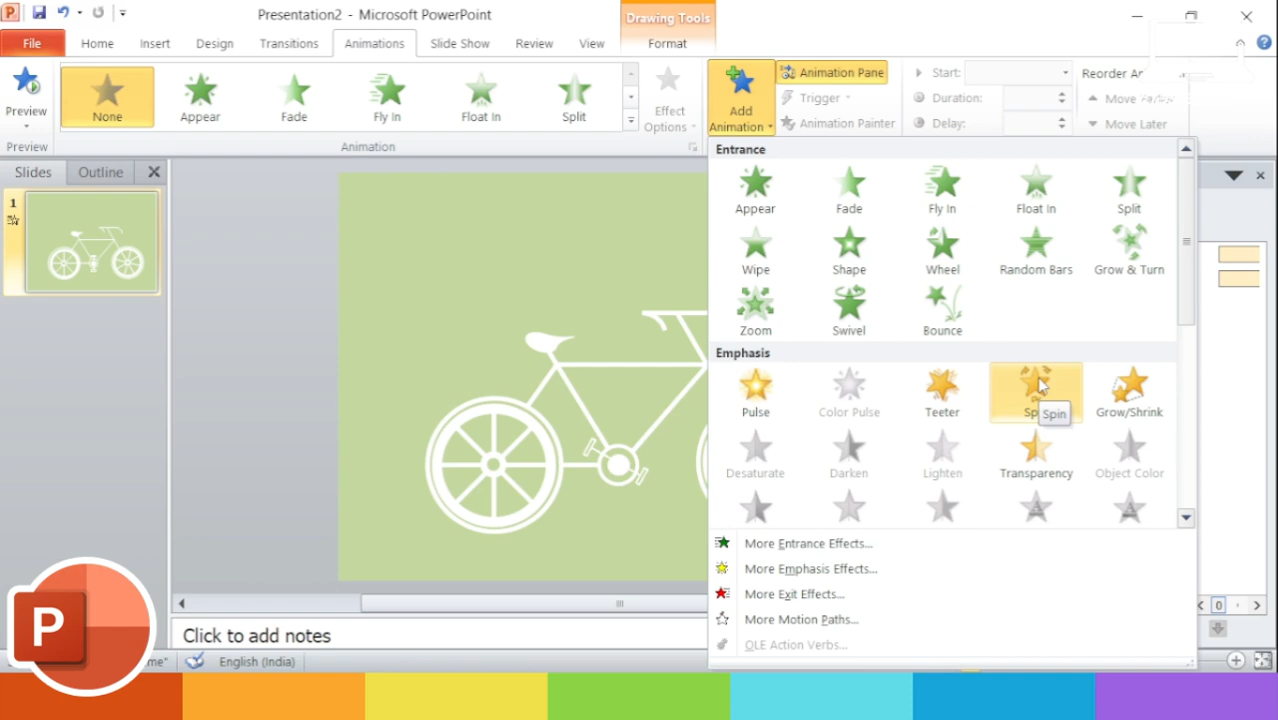 Presentation2 - Microsoft PowerPoint
Drawing Tools
File Home Insert Design Transitions Animations Slide Show Review View Format
Preview
None
Appear
Fade
Fly In
Float In
Split
Effect
Options
Add
Animation
Animation Pane
Trigger
Animation Painter
Start:
Duration:
Delay:
Reorder
Move
Move Later
Preview
Animation
Slides
Outline
1
Entrance
Appear Fade Fly In Float In Split
Wipe Shape Wheel Random Bars Grow & Turn
Zoom Swivel Bounce
Emphasis
Pulse Color Pulse Teeter Sp Grow/Shrink
Spin
Desaturate Darken Lighten Transparency Object Color
More Entrance Effects...
More Emphasis Effects...
More Exit Effects...
More Motion Paths...
OLE Action Verbs...
0
Click to add notes
P
me"
English (India)